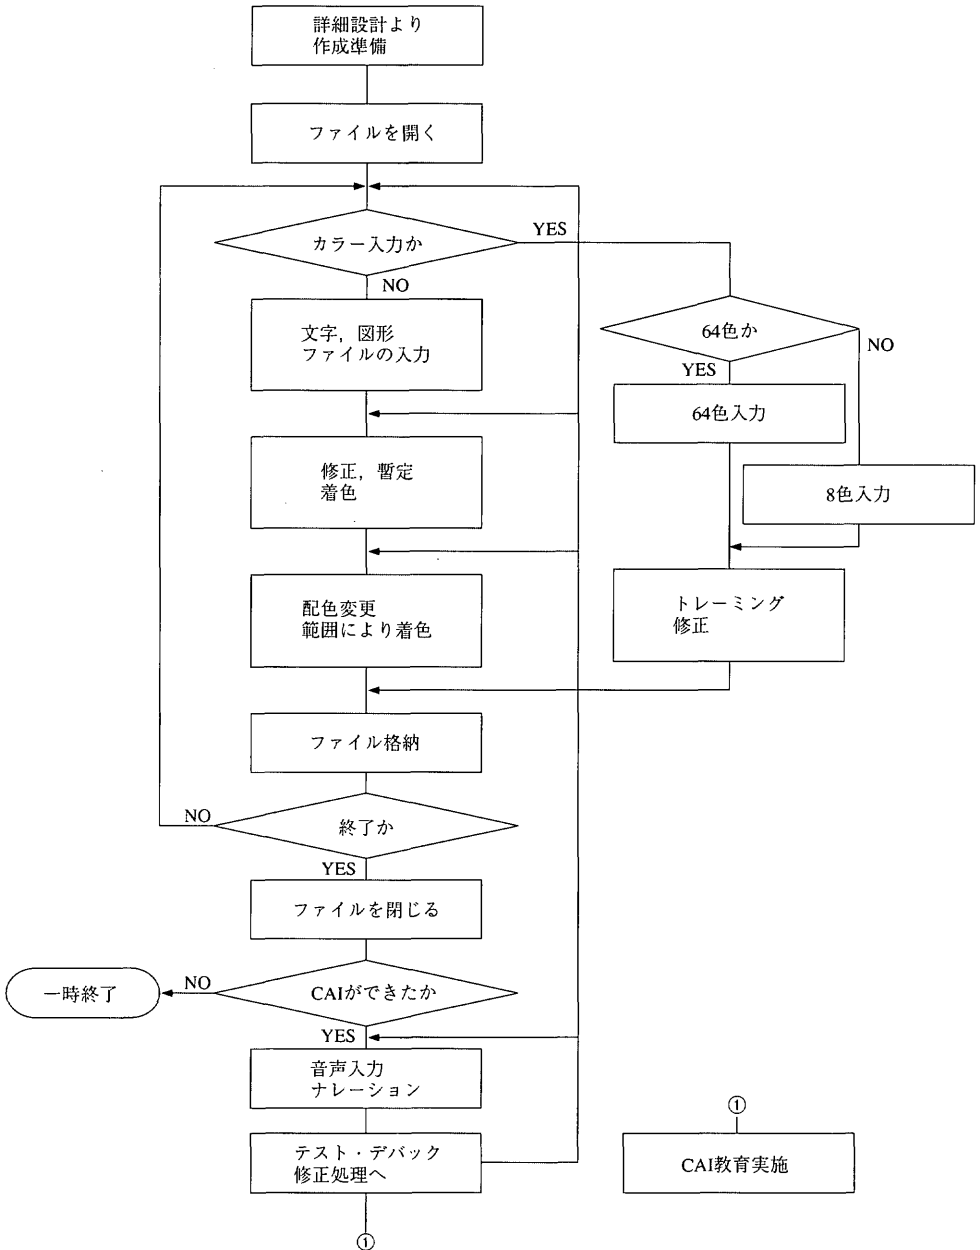 詳細設計より
作成準備
ファイルを開く
カラー入力か
YES
NO
文字，図形
ファイルの入力
64色か
NO
YES
64色入力
8色入力
修正，暫定
着色
配色変更
範囲により着色
トレーミング
修正
ファイル格納
NO
終了か
YES
ファイルを閉じる
一時終了
NO
CAIができたか
YES
音声入力
ナレーション
テスト・デバック
修正処理へ
①
①
CAI教育実施